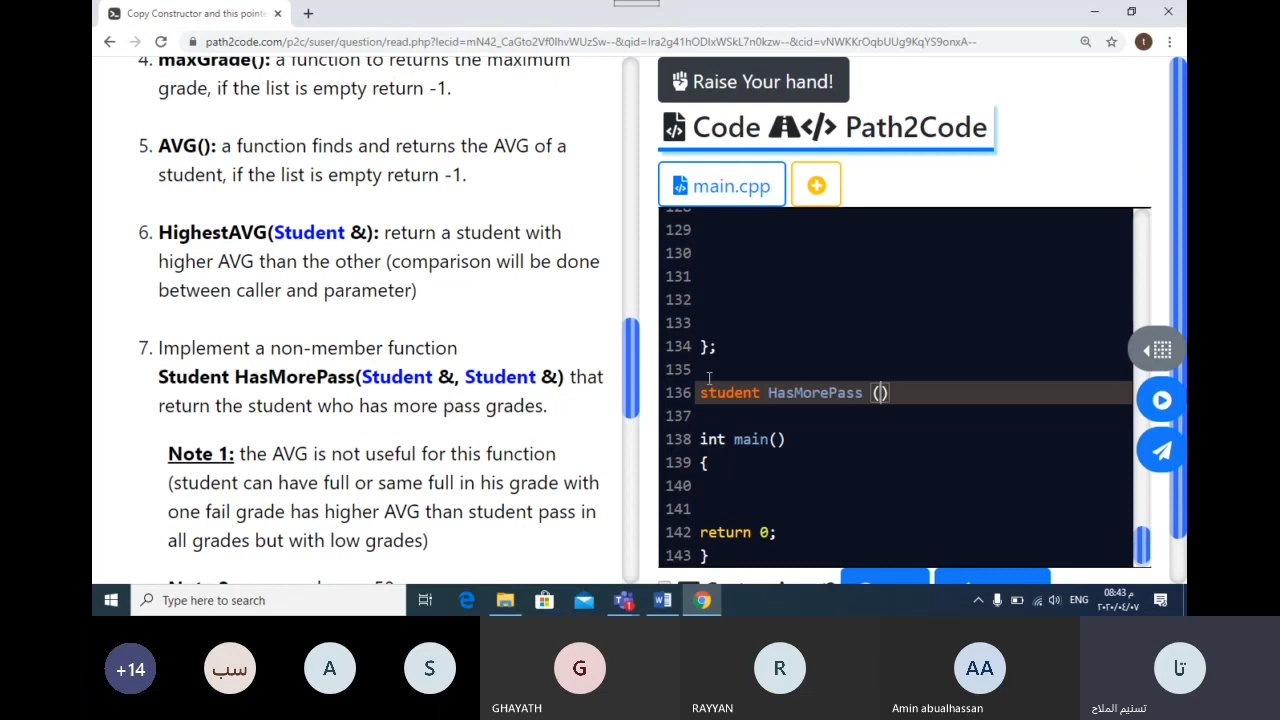 Copy Constructor and this pointe
path2code.com/p2c/suser/question/read.php?lecid=mN42_CaGto2Vf0IhvWUzSw--&qid=Ira2g41hODlxWSkL7n0kzw--&cid=vNWKKrOqbUUg9KqYS9onxA--
4. maxGrade(): a function to returns the maximum
grade, if the list is empty return -1.
5. AVG(): a function finds and returns the AVG of a
student, if the list is empty return -1.
6. HighestAVG(Student &): return a student with
higher AVG than the other (comparison will be done
between caller and parameter)
7. Implement a non-member function
Student HasMorePass(Student &, Student &) that
return the student who has more pass grades.
Note 1: the AVG is not useful for this function
(student can have full or same full in his grade with
one fail grade has higher AVG than student pass in
all grades but with low grades)
Raise Your hand!
Code </> Path2Code
main.cpp
128
129
130
131
132
133
134 };
135
136 student HasMorePass ()
137
138 int main()
139 {
140
141
142 return 0;
143 }
Type here to search
ENG
08:43 م
٢٠٢٠/٠٤/٠٧
+14
سب
A
S
G
GHAYATH
R
RAYYAN
AA
Amin abualhassan
تا
تسنيم الملاح